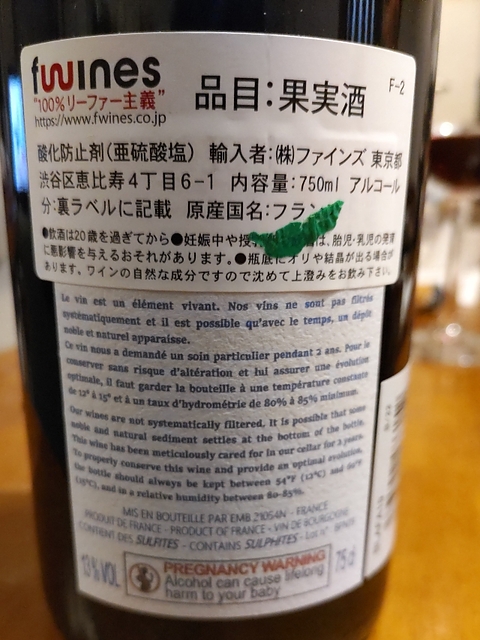 fwines
"100%リーファー主義"
https://www.fwines.co.jp
品目：果実酒
F-2
酸化防止剤(亜硫酸塩) 輸入者：㈱ファインズ 東京都
渋谷区恵比寿4丁目6-1 内容量：750ml アルコール
分：裏ラベルに記載 原産国名：フラン
●飲酒は20歳を過ぎてから●妊娠中や授 は、胎児・乳児の発育
に悪影響を与えるおそれがあります。●瓶底にオリや結晶が出る場合が
あります。ワインの自然な成分ですので沈めて上澄みをお飲み下さい。
Le vin est un élément vivant. Nos vins ne sont pas filtrés
systématiquement et il est possible qu'avec le temps, un dépôt
noble et naturel apparaisse.
Ce vin nous a demandé un soin particulier pendant 2 ans. Pour le
conserver sans risque d'altération et lui assurer une évolution
optimale, il faut garder la bouteille à une température constante
de 12° à 15° et à un taux d'hydrométrie de 80% à 85% minimum.
Our wines are not systematically filtered. It is possible that some
noble and natural sediment settles at the bottom of the bottle.
This wine has been meticulously cared for in our cellar for 2 years.
To properly conserve this wine and provide an optimal evolution,
the bottle should always be kept between 54°F (12°C) and 60°F
(15°C), and in a relative humidity between 80-85%.
MIS EN BOUTEILLE PAR EMB 21054N - FRANCE
PRODUIT DE FRANCE - PRODUCT OF FRANCE - VIN DE BOURGOGNE
CONTIENT DES SULFITES - CONTAINS SULPHITES - Lot n°
13 % VOL
PREGNANCY WARNING
Alcohol can cause lifelong
harm to your baby
75 cl